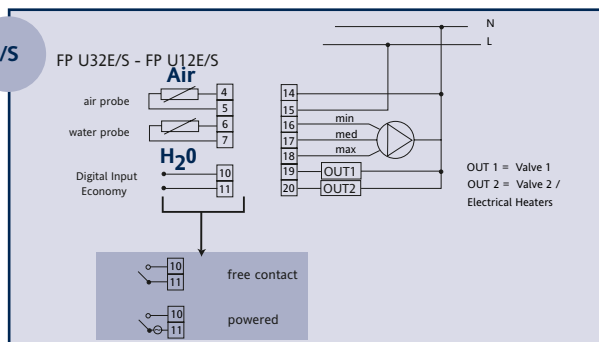 /S
FP U32E/S - FP U12E/S
Air
air probe
4
5
water probe
6
7
H20
Digital Input
Economy
10
11
10
11
free contact
10
11
powered
N
L
14
15
16
17
18
19
20
min
med
max
OUT1
OUT2
OUT 1 = Valve 1
OUT 2 = Valve 2 /
Electrical Heaters